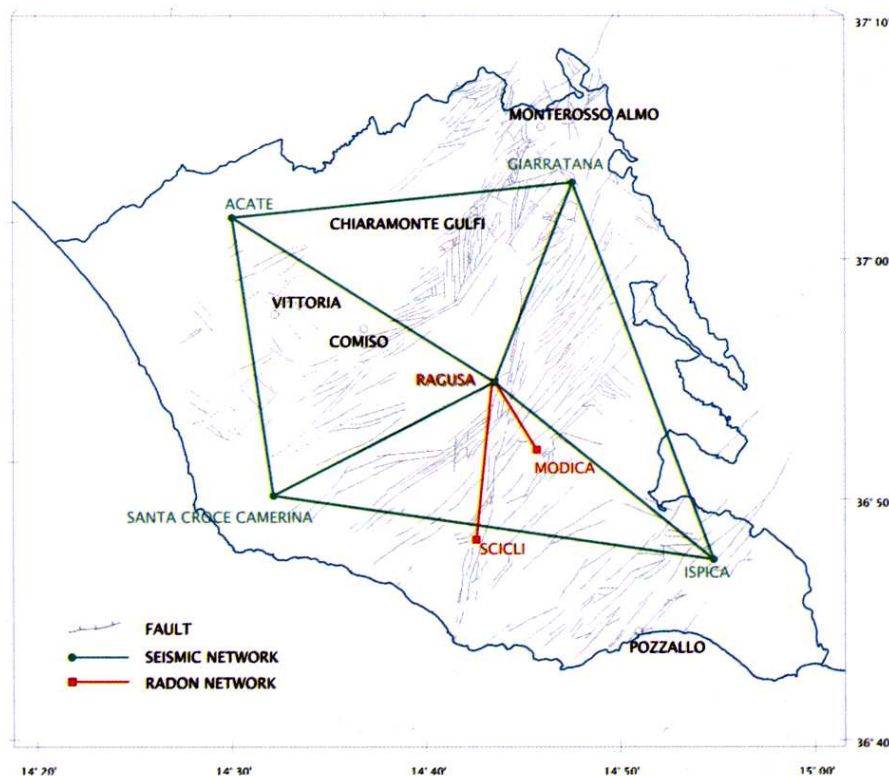 37° 10'
MONTEROSSO ALMO
GIARRATANA
ACATE
CHIARAMONTE GULFI
37° 00'
VITTORIA
COMISO
RAGUSA
MODICA
36° 50'
SANTA CROCE CAMERINA
SCICLI
ISPICA
FAULT
POZZALLO
SEISMIC NETWORK
RADON NETWORK
36° 40'
14° 20' 14° 30' 14° 40' 14° 50' 15° 00'